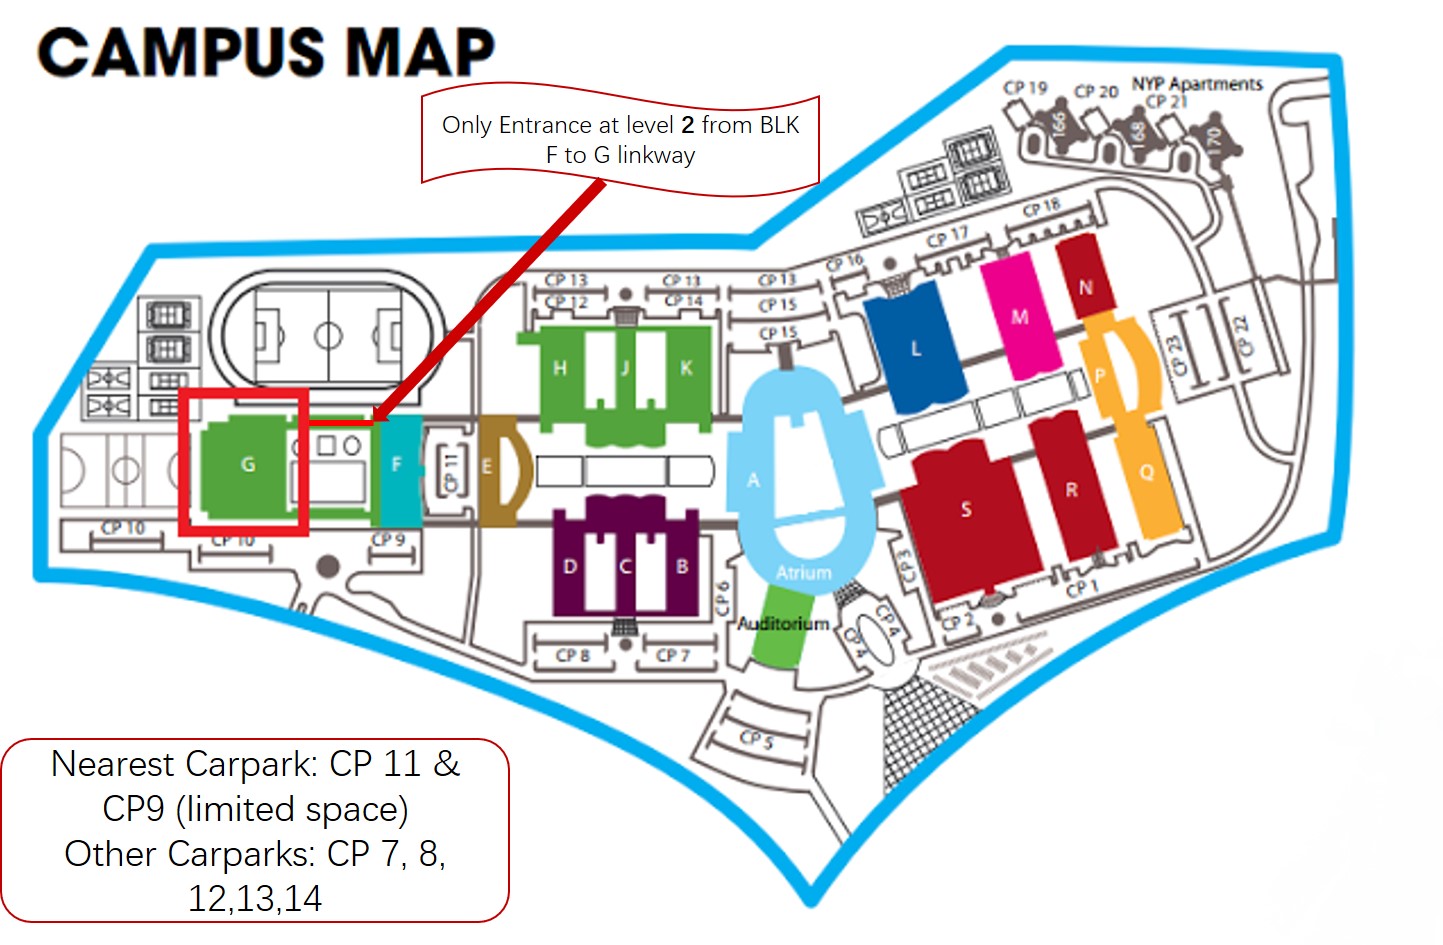 CAMPUS MAP
Only Entrance at level 2 from BLK
F to G linkway
CP 19
CP 20
NYP Apartments
CP 21
166
168
170
CP 18
CP 17
CP 16
CP 13
CP 13
CP 13
CP 12
CP 14
CP 15
CP 15
N
M
L
CP 23
CP 22
H
J
K
P
G
F
CP 11
E
A
Q
R
S
CP 10
CP 10
CP 9
D
C
B
Atrium
CP 6
CP 3
CP 1
CP 2
Auditorium
CP 4
CP 4
CP 8
CP 7
CP 5
Nearest Carpark: CP 11 &
CP9 (limited space)
Other Carparks: CP 7, 8,
12,13,14